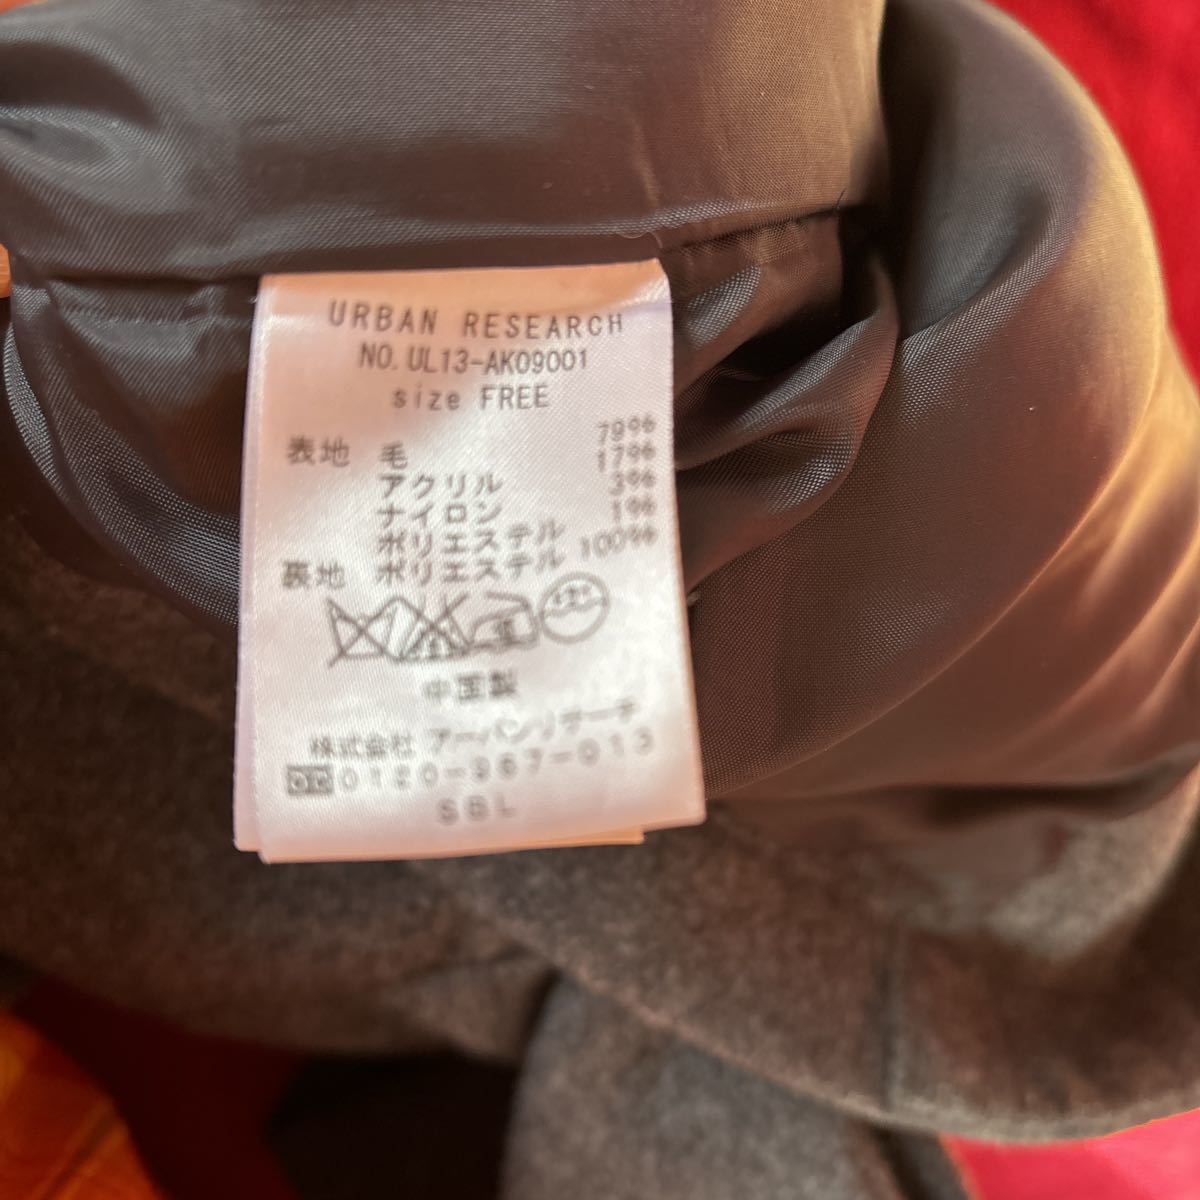 URBAN RESEARCH
NO. UL13-AK09001
size FREE
表地 毛 79%
アクリル 17%
ナイロン 3%
ポリエステル 1%
裏地 ポリエステル 100%
中国製
株式会社 アーバンリサーチ
0120-967-013
SBL